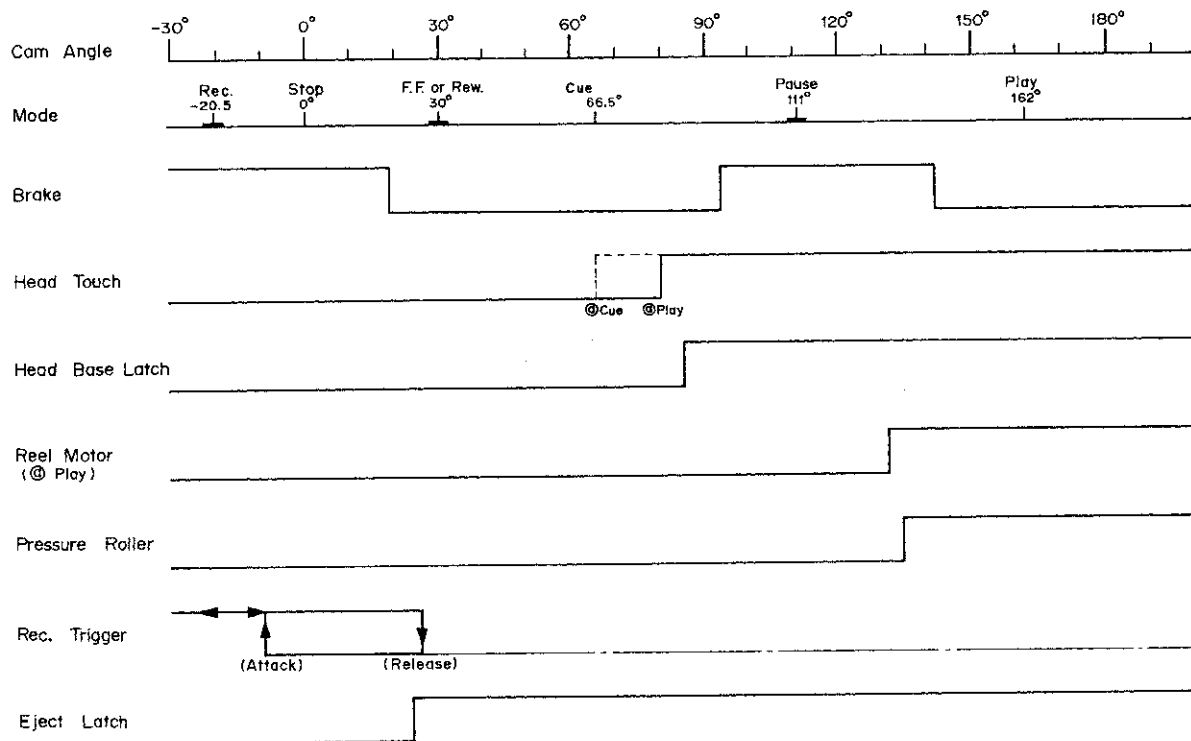 -30° 0° 30° 60° 90° 120° 150° 180°
Cam Angle
Rec. Stop F.F. or Rew. Cue Pause Play
-20.5 0° 30° 66.5° 111° 162°
Mode
Brake
Head Touch
@Cue @Play
Head Base Latch
Reel Motor
(@ Play)
Pressure Roller
Rec. Trigger
(Attack) (Release)
Eject Latch